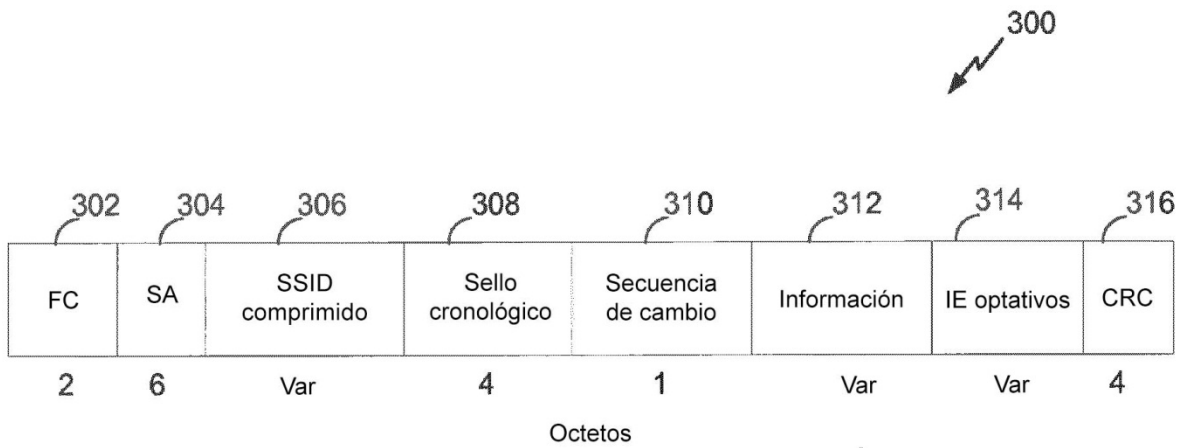 300
302 304 306 308 310 312 314 316
FC SA SSID comprimido Sello cronológico Secuencia de cambio Información IE optativos CRC
2 6 Var 4 1 Var Var 4
Octetos